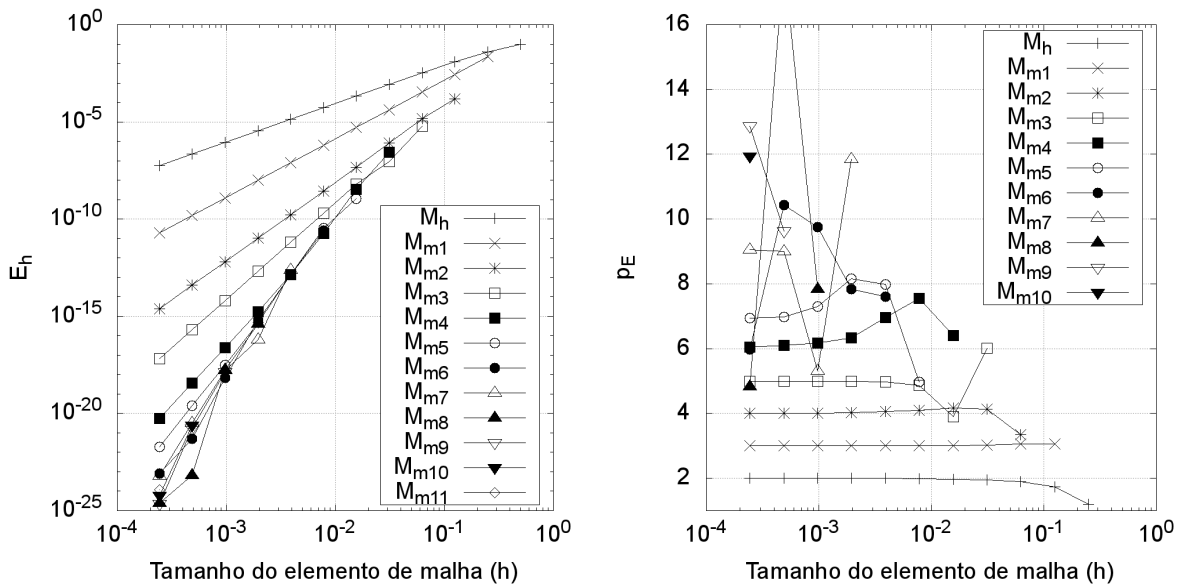 10^0
10^-5
10^-10
10^-15
10^-20
10^-25
E_h
10^-4
10^-3
10^-2
10^-1
10^0
Tamanho do elemento de malha (h)
M_h
M_m1
M_m2
M_m3
M_m4
M_m5
M_m6
M_m7
M_m8
M_m9
M_m10
M_m11
16
14
12
10
8
6
4
2
p_E
10^-4
10^-3
10^-2
10^-1
10^0
Tamanho do elemento de malha (h)
M_h
M_m1
M_m2
M_m3
M_m4
M_m5
M_m6
M_m7
M_m8
M_m9
M_m10